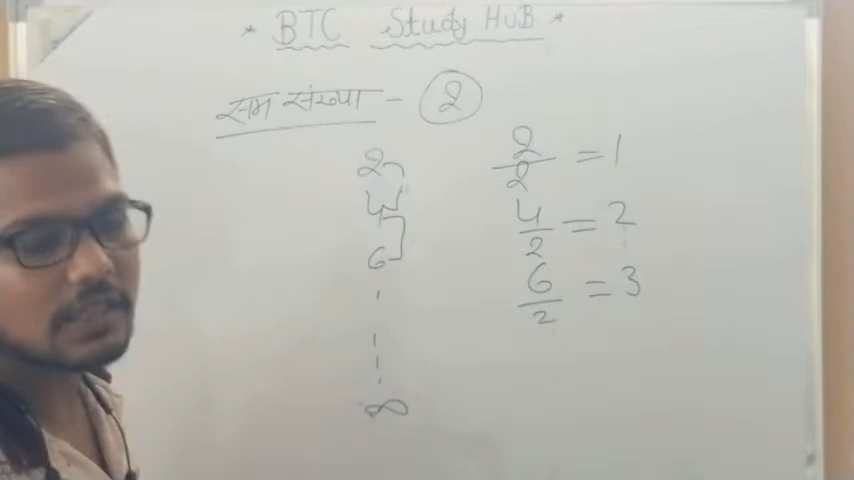 * BTC Study HUB *
सम संख्या - 2
2
4
6
∞
2/2 = 1
4/2 = 2
6/2 = 3